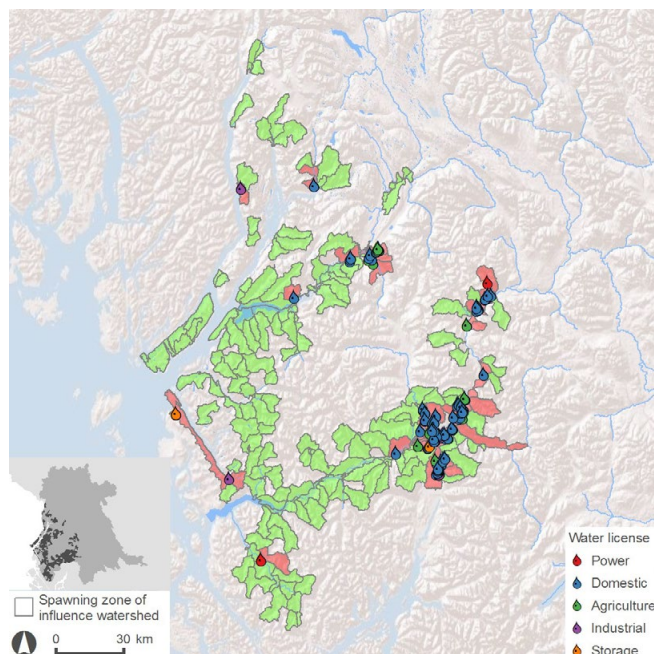 Water license
Power
Domestic
Agriculture
Industrial
Storage
Spawning zone of
influence watershed
0 30 km